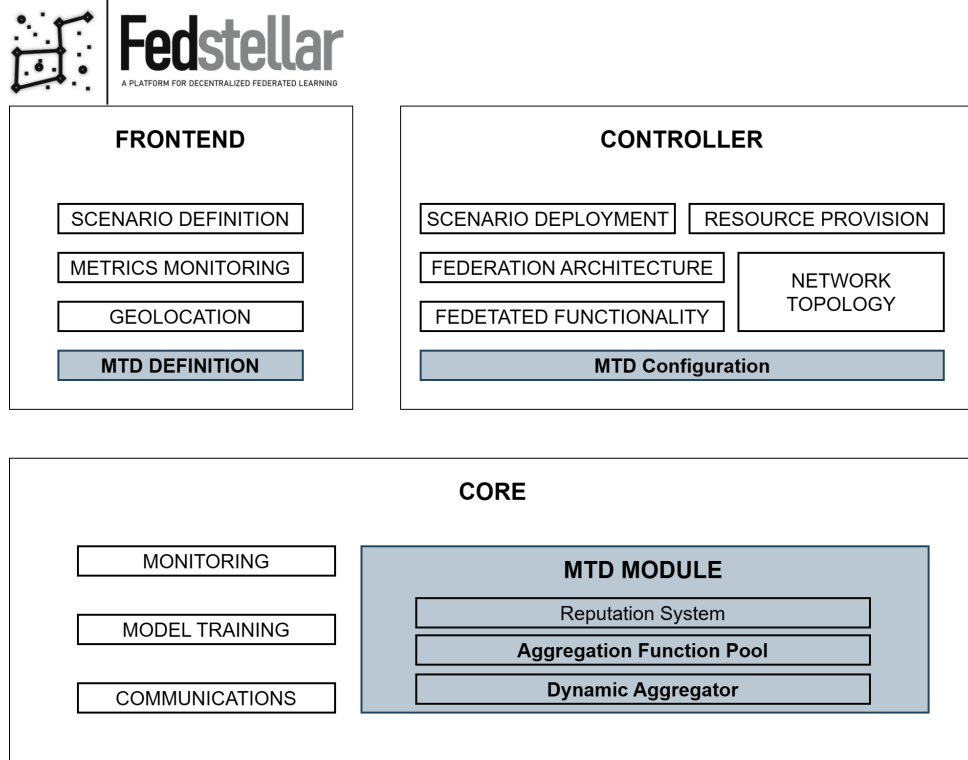 Fedstellar
A PLATFORM FOR DECENTRALIZED FEDERATED LEARNING
FRONTEND
SCENARIO DEFINITION
METRICS MONITORING
GEOLOCATION
MTD DEFINITION
CONTROLLER
SCENARIO DEPLOYMENT
RESOURCE PROVISION
FEDERATION ARCHITECTURE
FEDETATED FUNCTIONALITY
NETWORK
TOPOLOGY
MTD Configuration
CORE
MONITORING
MODEL TRAINING
COMMUNICATIONS
MTD MODULE
Reputation System
Aggregation Function Pool
Dynamic Aggregator